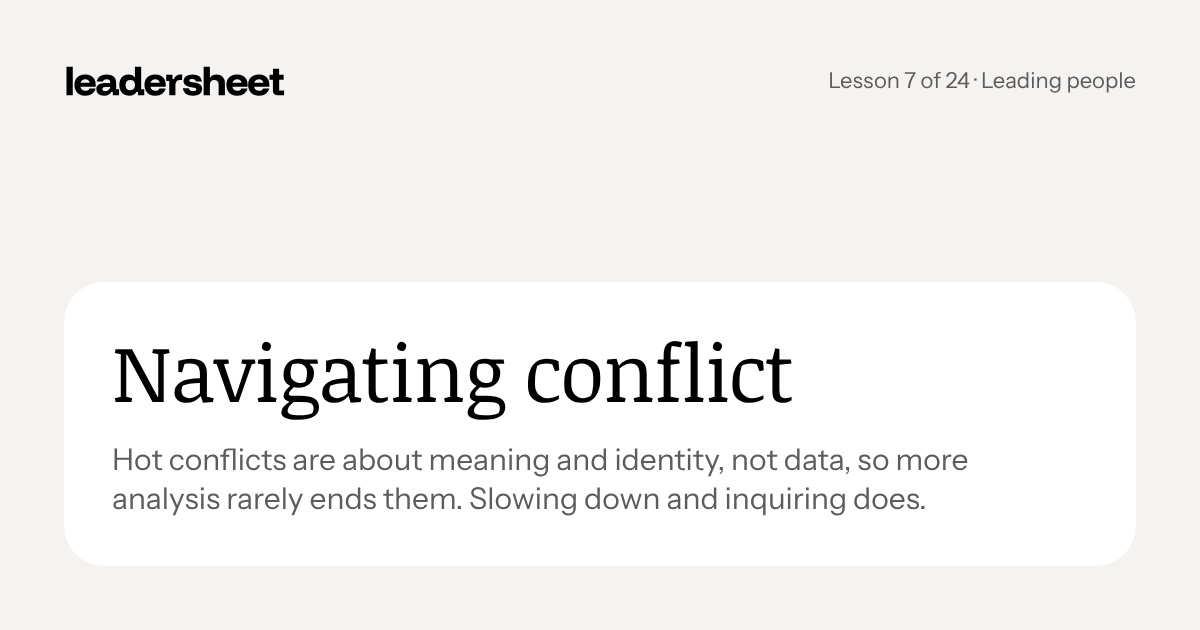 leadersheet
Lesson 7 of 24 · Leading people
Navigating conflict
Hot conflicts are about meaning and identity, not data, so more
analysis rarely ends them. Slowing down and inquiring does.